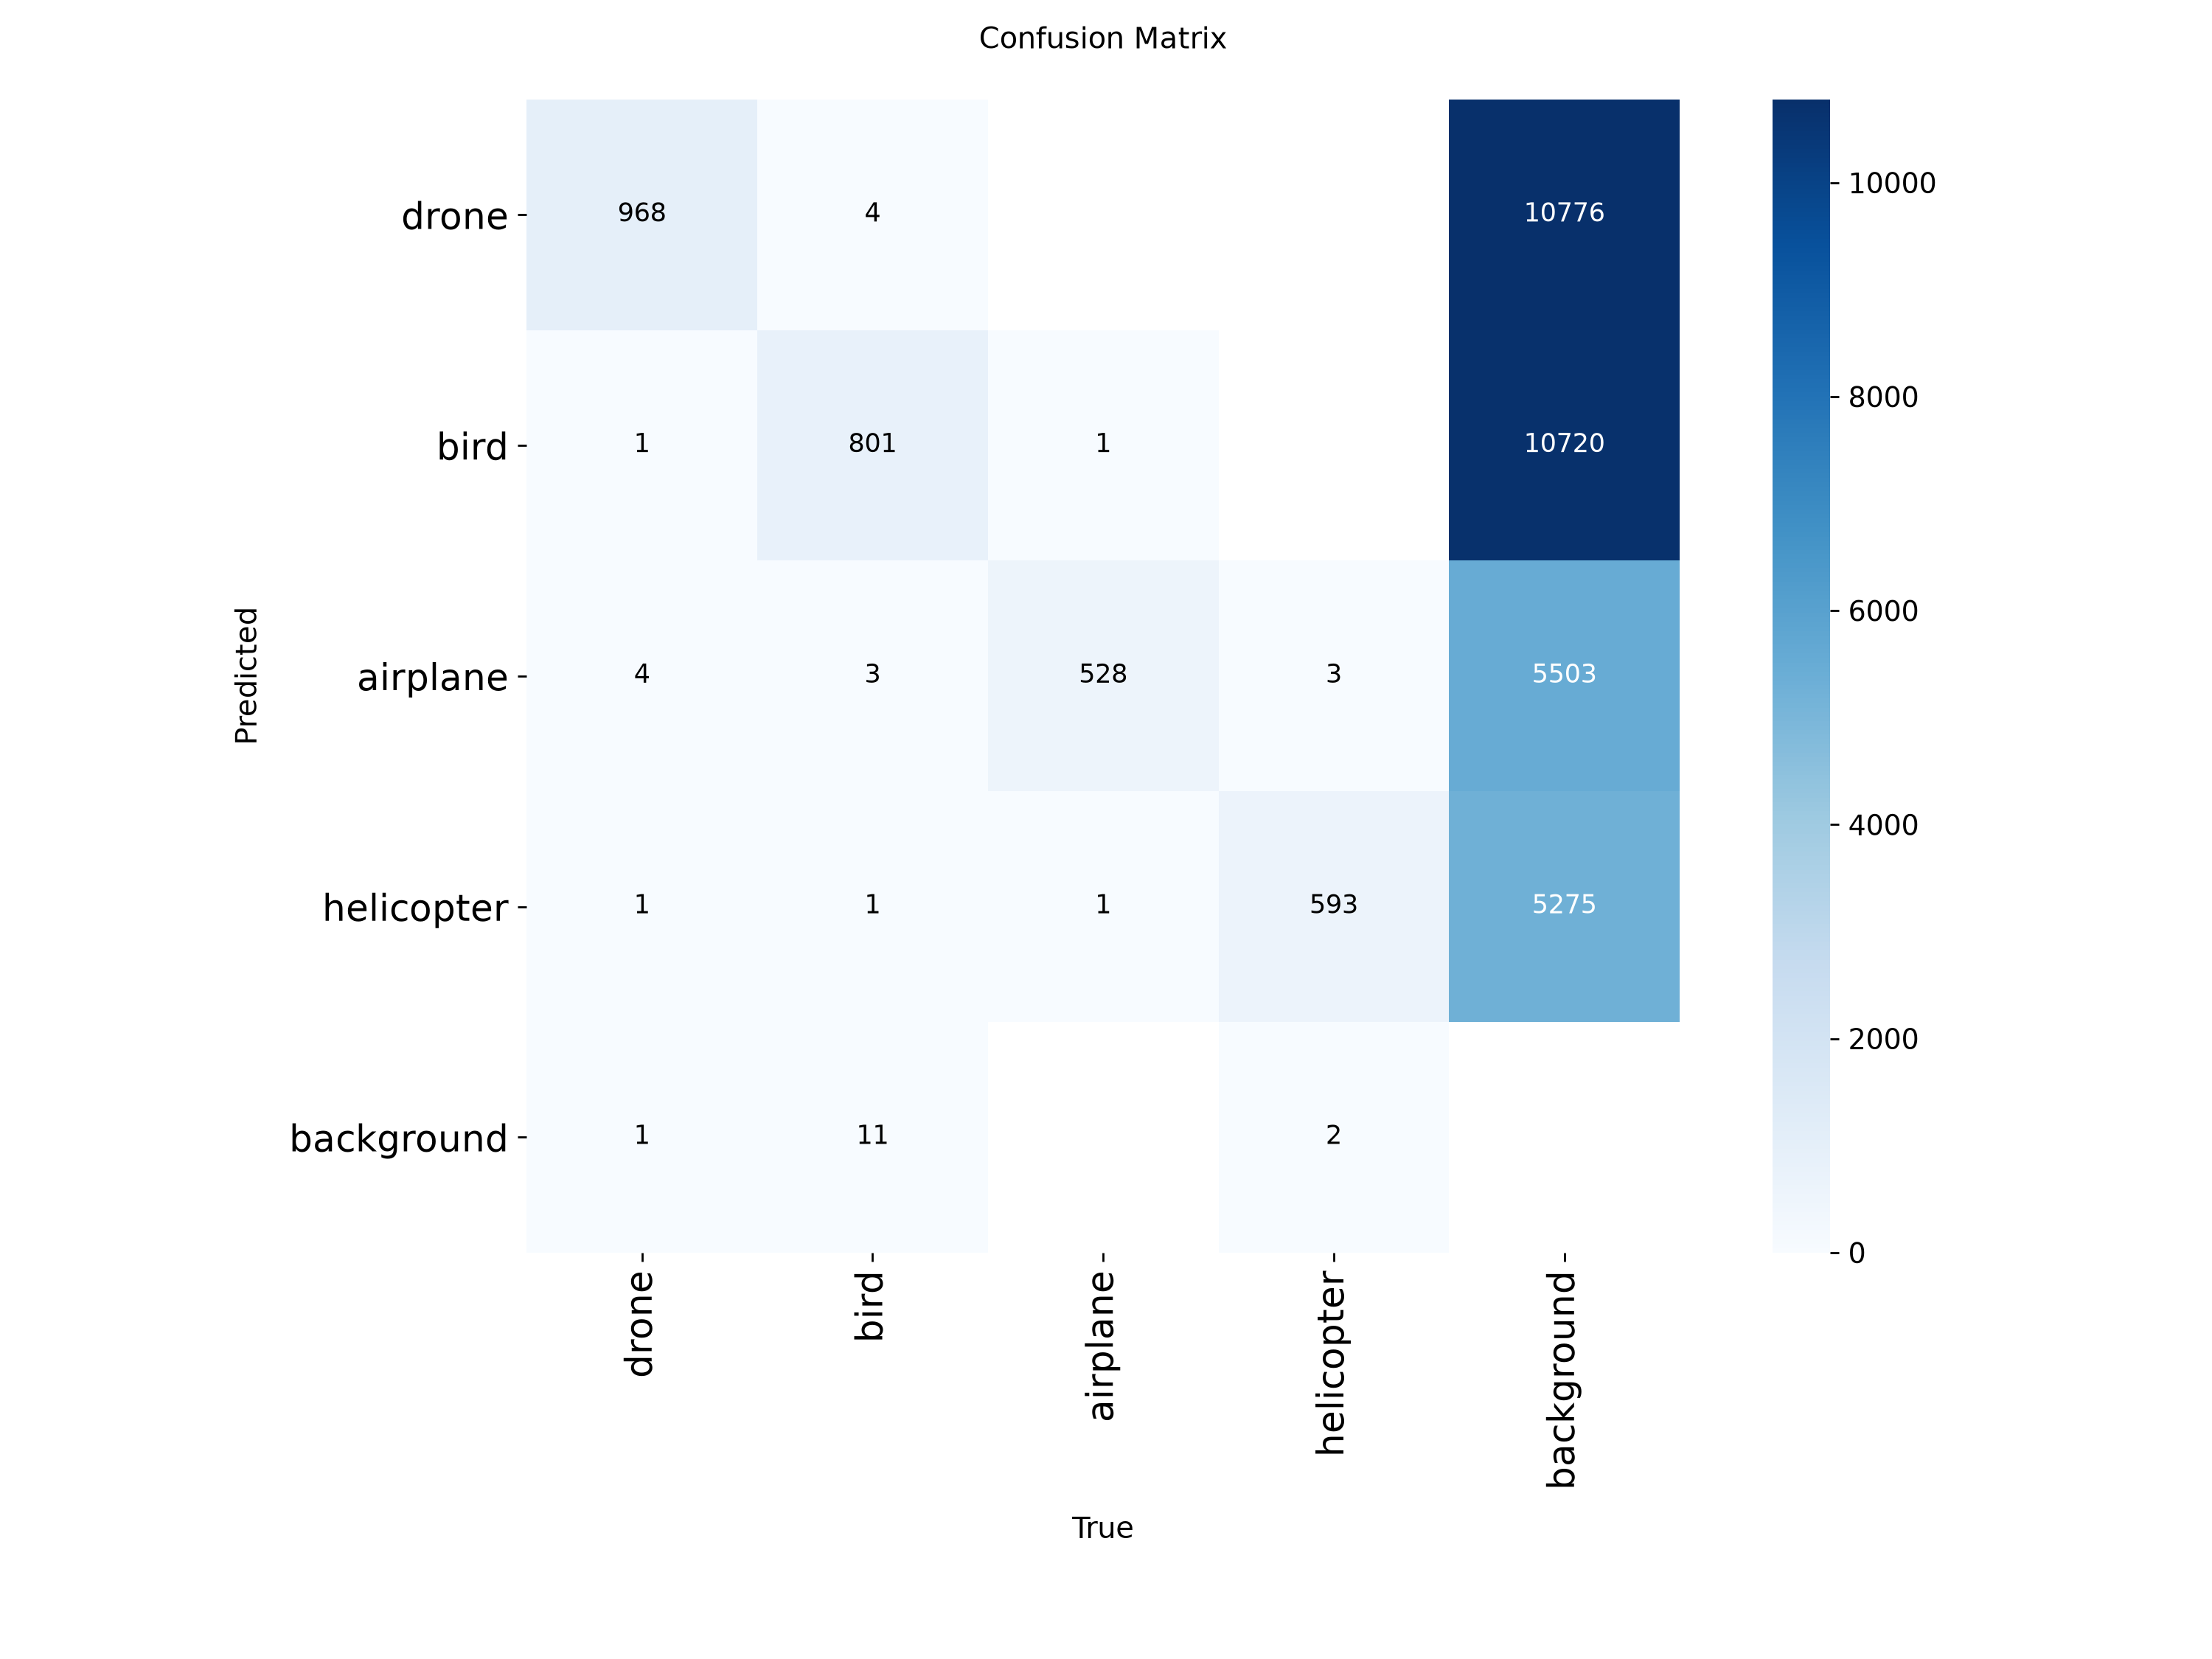 Confusion Matrix
drone 968 4 10776
bird 1 801 1 10720
airplane 4 3 528 3 5503
helicopter 1 1 1 593 5275
background 1 11 2
drone bird airplane helicopter background
Predicted
True
10000
8000
6000
4000
2000
0